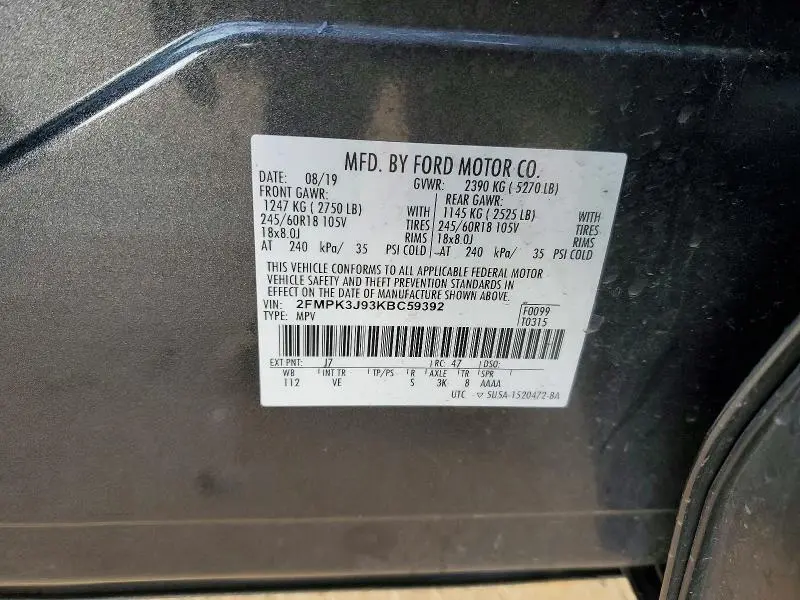 MFD. BY FORD MOTOR CO.
DATE: 08/19 GVWR: 2390 KG ( 5270 LB)
FRONT GAWR: REAR GAWR:
1247 KG ( 2750 LB) WITH 1145 KG ( 2525 LB) WITH
245/60R18 105V TIRES 245/60R18 105V TIRES
18x8.0J RIMS 18x8.0J RIMS
AT 240 kPa/ 35 PSI COLD AT 240 kPa/ 35 PSI COLD
THIS VEHICLE CONFORMS TO ALL APPLICABLE FEDERAL MOTOR
VEHICLE SAFETY AND THEFT PREVENTION STANDARDS IN
EFFECT ON THE DATE OF MANUFACTURE SHOWN ABOVE.
VIN: 2FMPK3J93KBC59392 F0099
TYPE: MPV T0315
EXT PNT: J7 RC: 47 DSO:
WB INT TR TP/PS R AXLE TR SPR
112 VE S 3K 8 AAAA
UTC ▽ 5U5A-1520472-BA